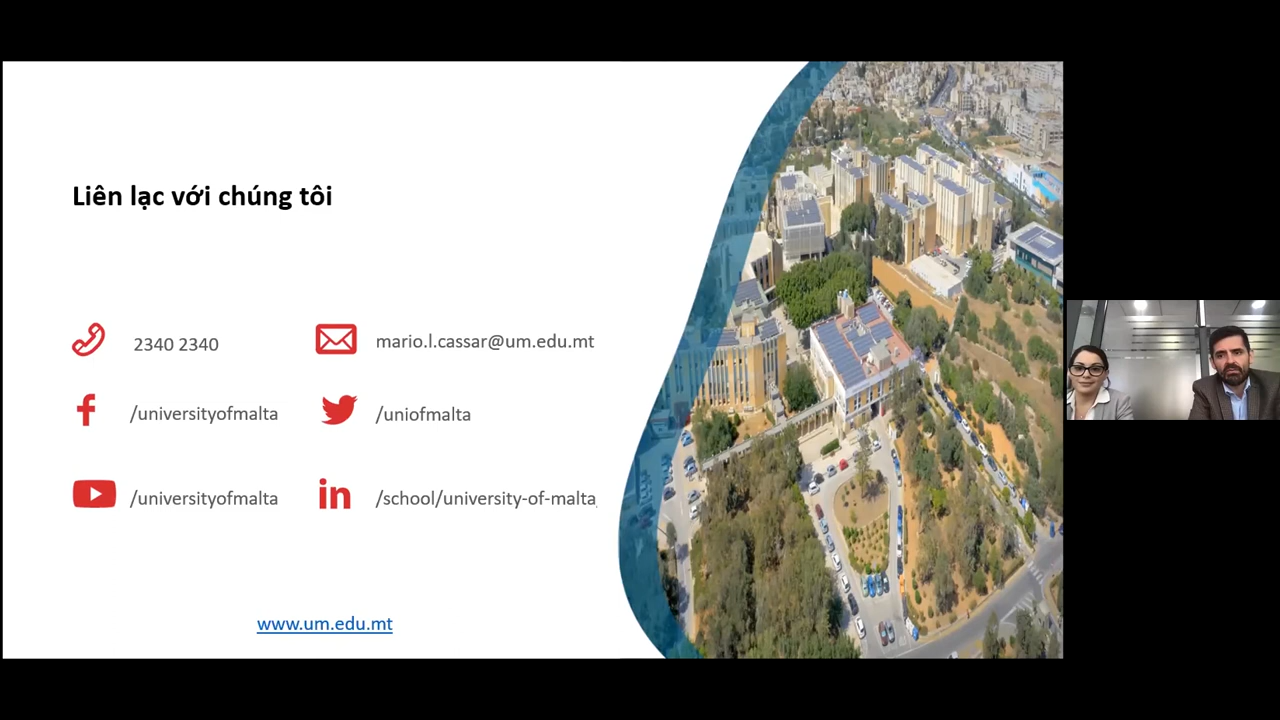 Liên lạc với chúng tôi
2340 2340
mario.l.cassar@um.edu.mt
/universityofmalta
/uniofmalta
/universityofmalta
/school/university-of-malta
www.um.edu.mt